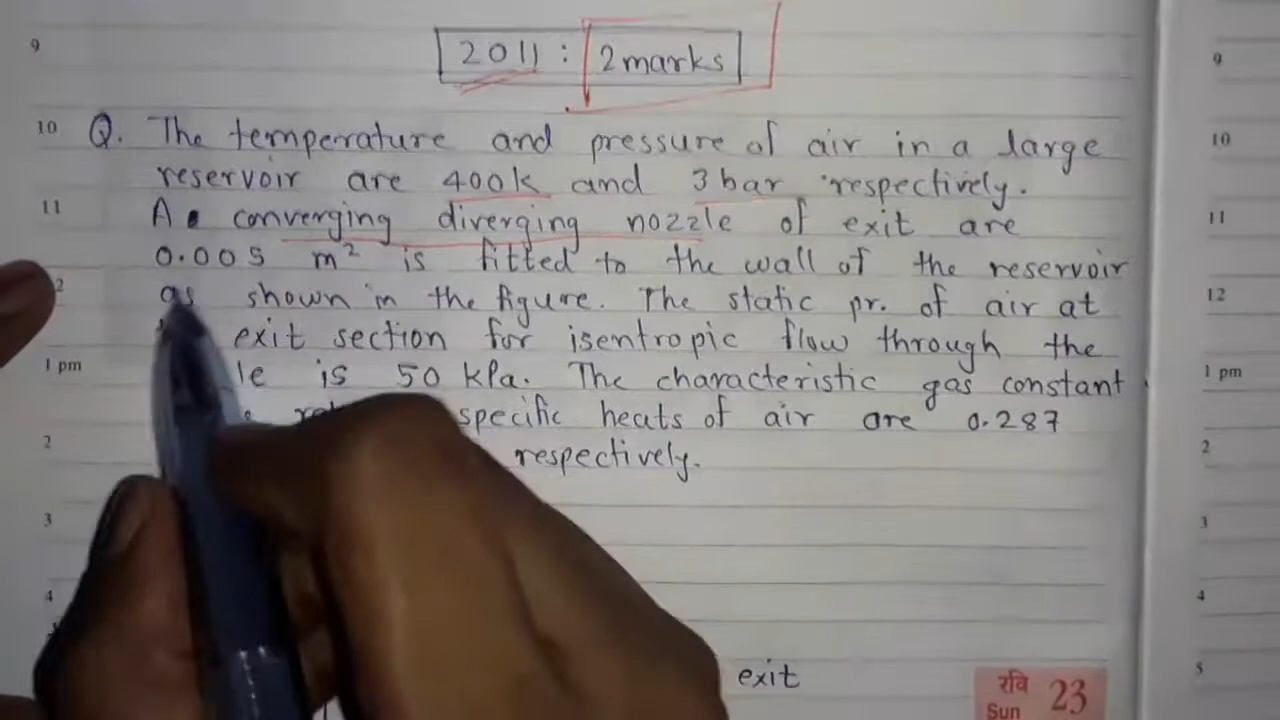 2011 : 2 marks
Q. The temperature and pressure of air in a large
reservoir are 400k and 3 bar respectively.
A converging diverging nozzle of exit are
0.005 m² is fitted to the wall of the reservoir
as shown in the figure. The static pr. of air at
exit section for isentropic flow through the
le is 50 kPa. The characteristic gas constant
specific heats of air are 0.287
respectively.
exit
9
10
11
1 pm
2
3
4
9
10
11
12
1 pm
2
3
4
5
रवि
Sun 23